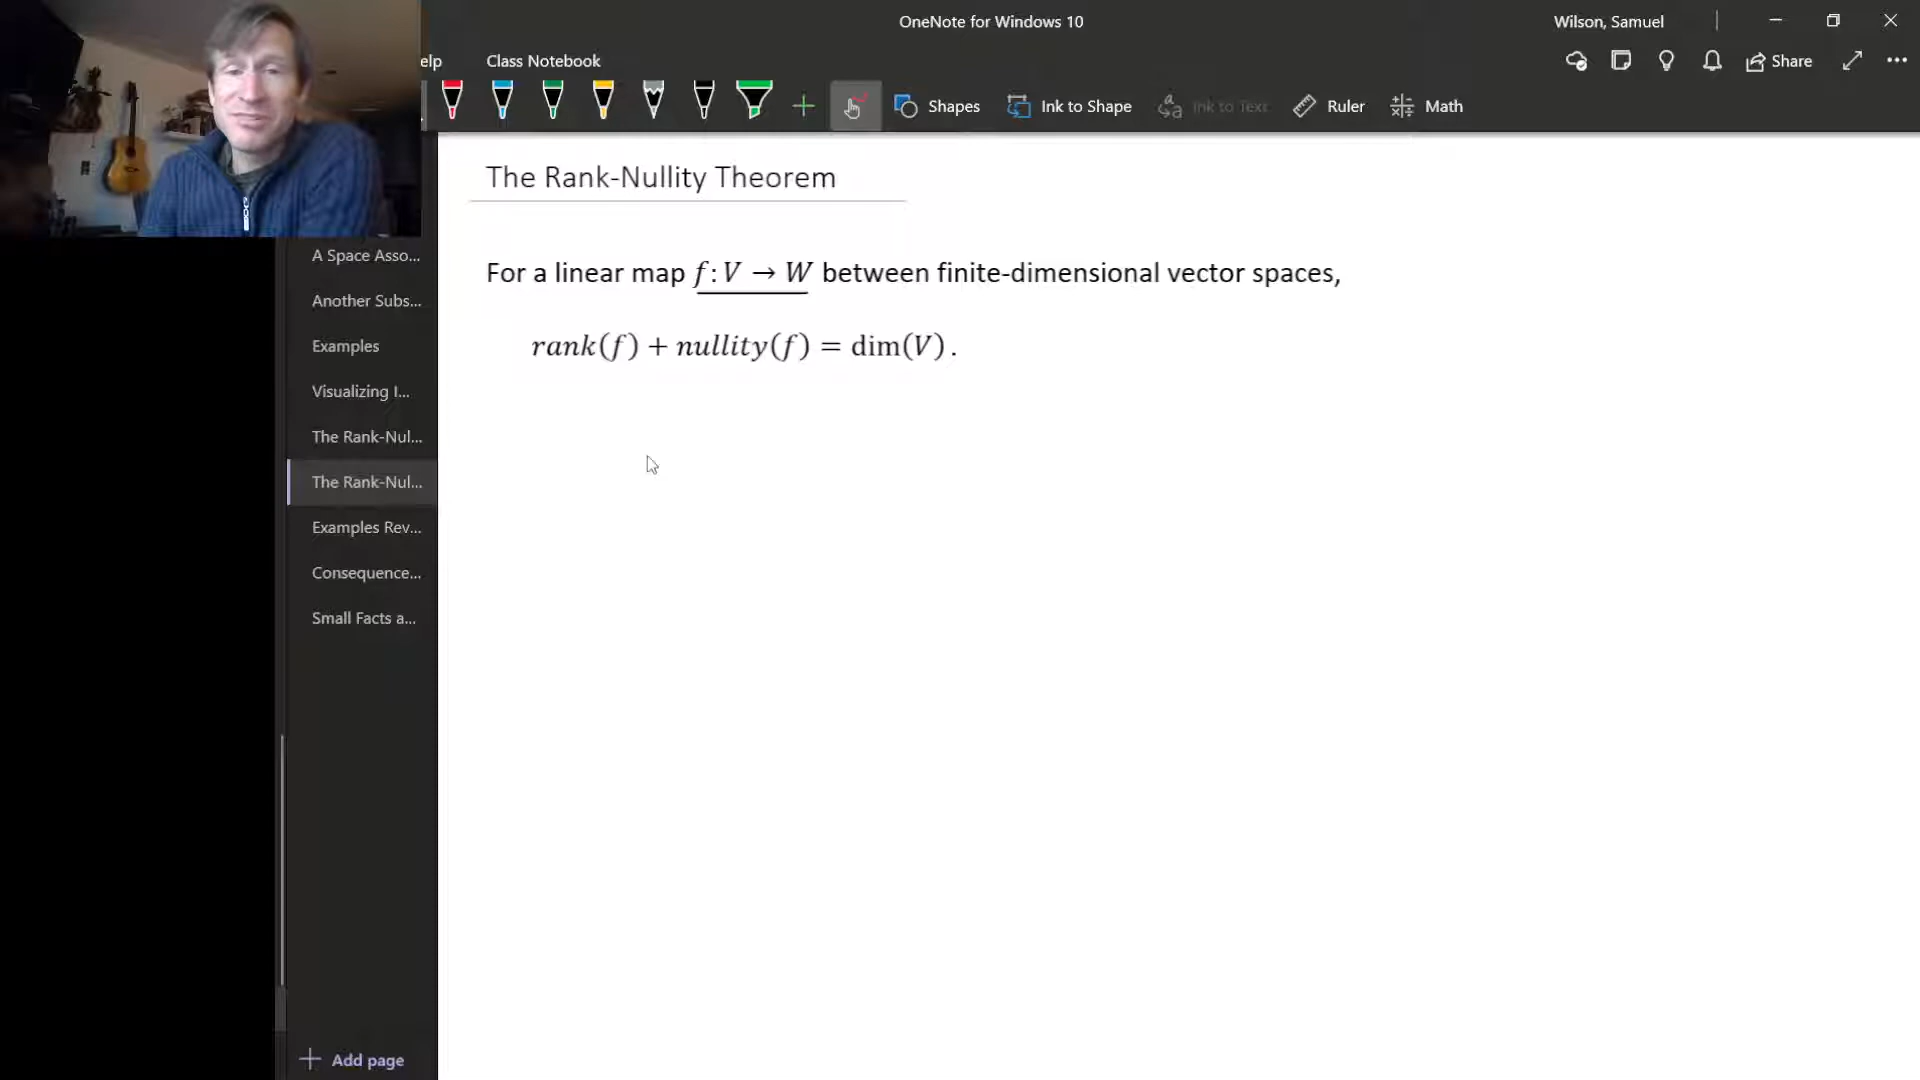 OneNote for Windows 10
Wilson, Samuel
elp
Class Notebook
Share
Shapes
Ink to Shape
Ink to Text
Ruler
Math
The Rank-Nullity Theorem
For a linear map f: V → W between finite-dimensional vector spaces,
rank(f) + nullity(f) = dim(V).
A Space Asso...
Another Subs...
Examples
Visualizing I...
The Rank-Nul...
The Rank-Nul...
Examples Rev...
Consequence...
Small Facts a...
Add page